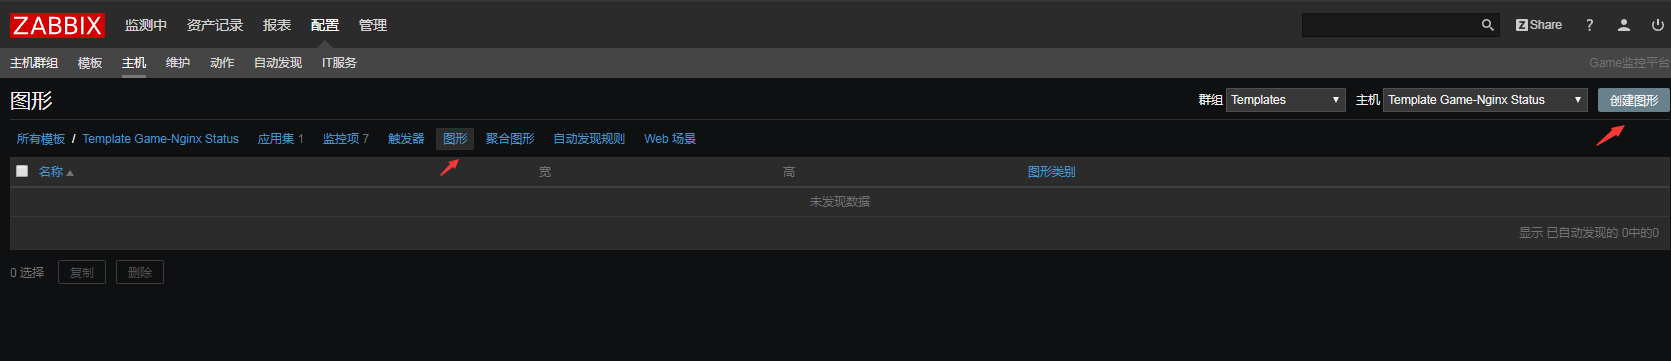 ZABBIX 监测中 资产记录 报表 配置 管理 Z Share ?
主机群组 模板 主机 维护 动作 自动发现 IT服务 Game监控平台
图形 群组 Templates 主机 Template Game-Nginx Status 创建图形
所有模板 / Template Game-Nginx Status 应用集 1 监控项 7 触发器 图形 聚合图形 自动发现规则 Web 场景
名称 宽 高 图形类别
未发现数据
显示 已自动发现的 0中的0
0 选择 复制 删除